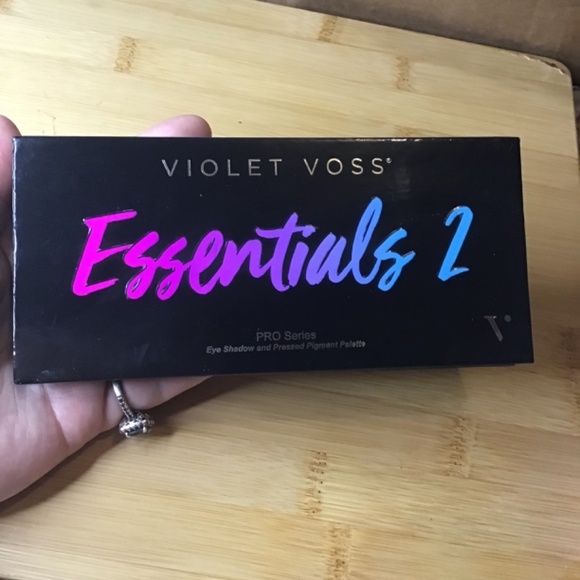 VIOLET VOSS®
Essentials 2
PRO Series
Eye Shadow and Pressed Pigment Palette
V®